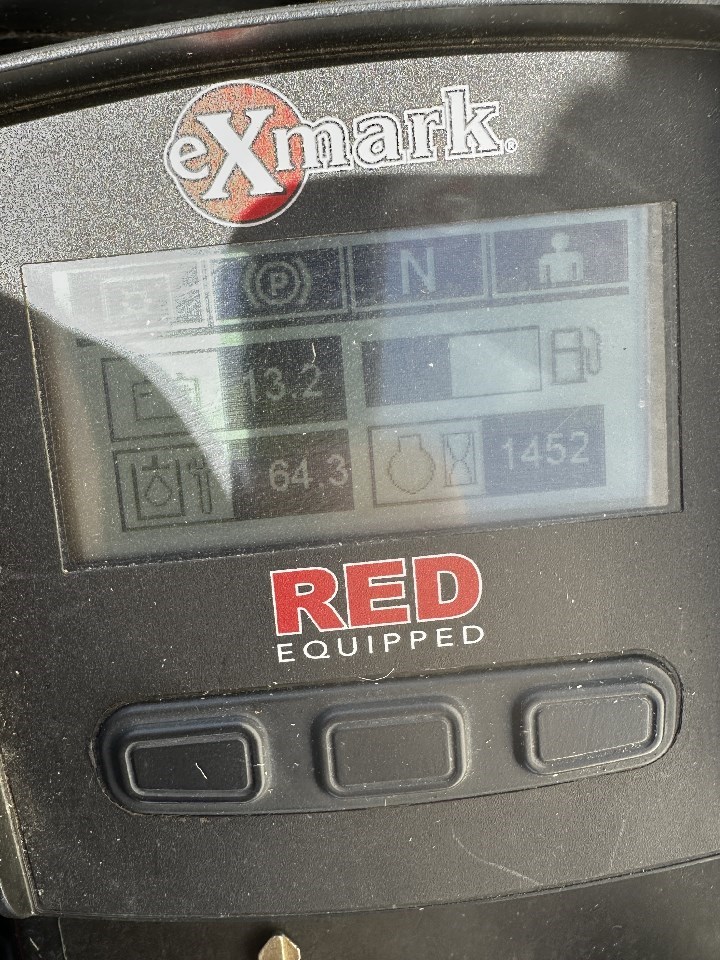 eXmark®
P N
13.2
64.3 1452
RED
EQUIPPED